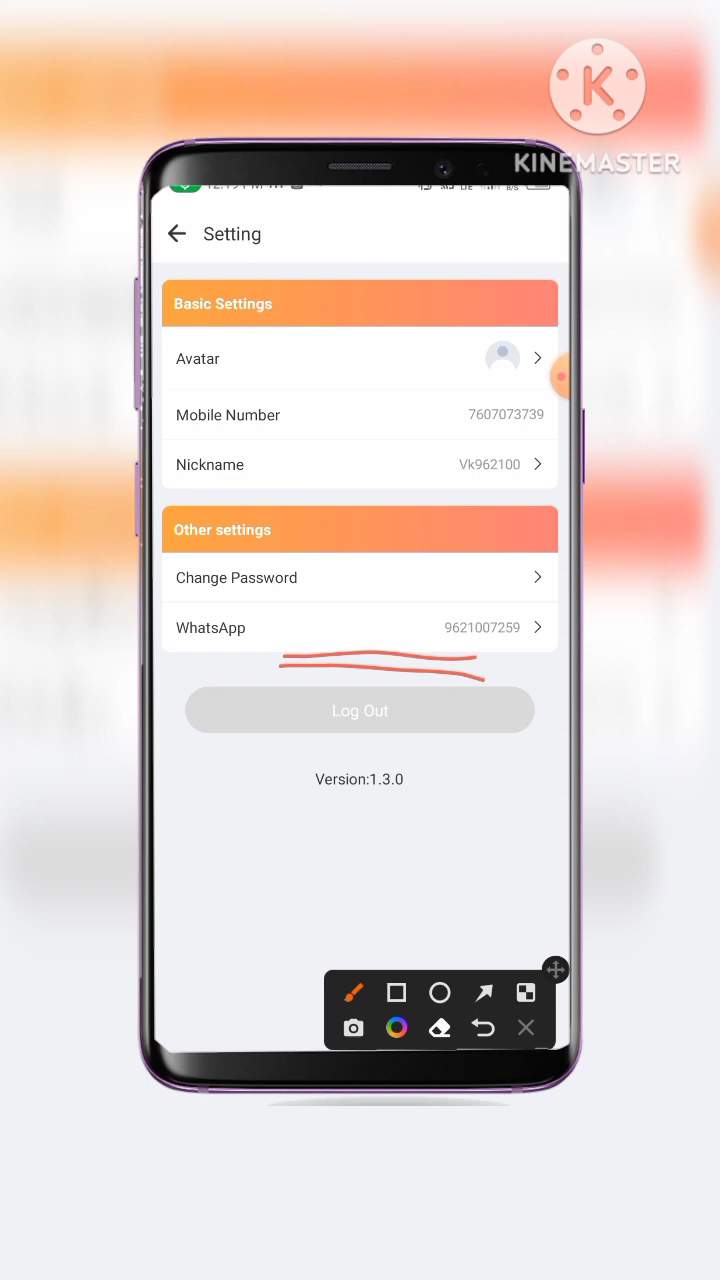 K
KINEMASTER
Setting
Basic Settings
Avatar
Mobile Number 7607073739
Nickname Vk962100
Other settings
Change Password
WhatsApp 9621007259
Log Out
Version:1.3.0